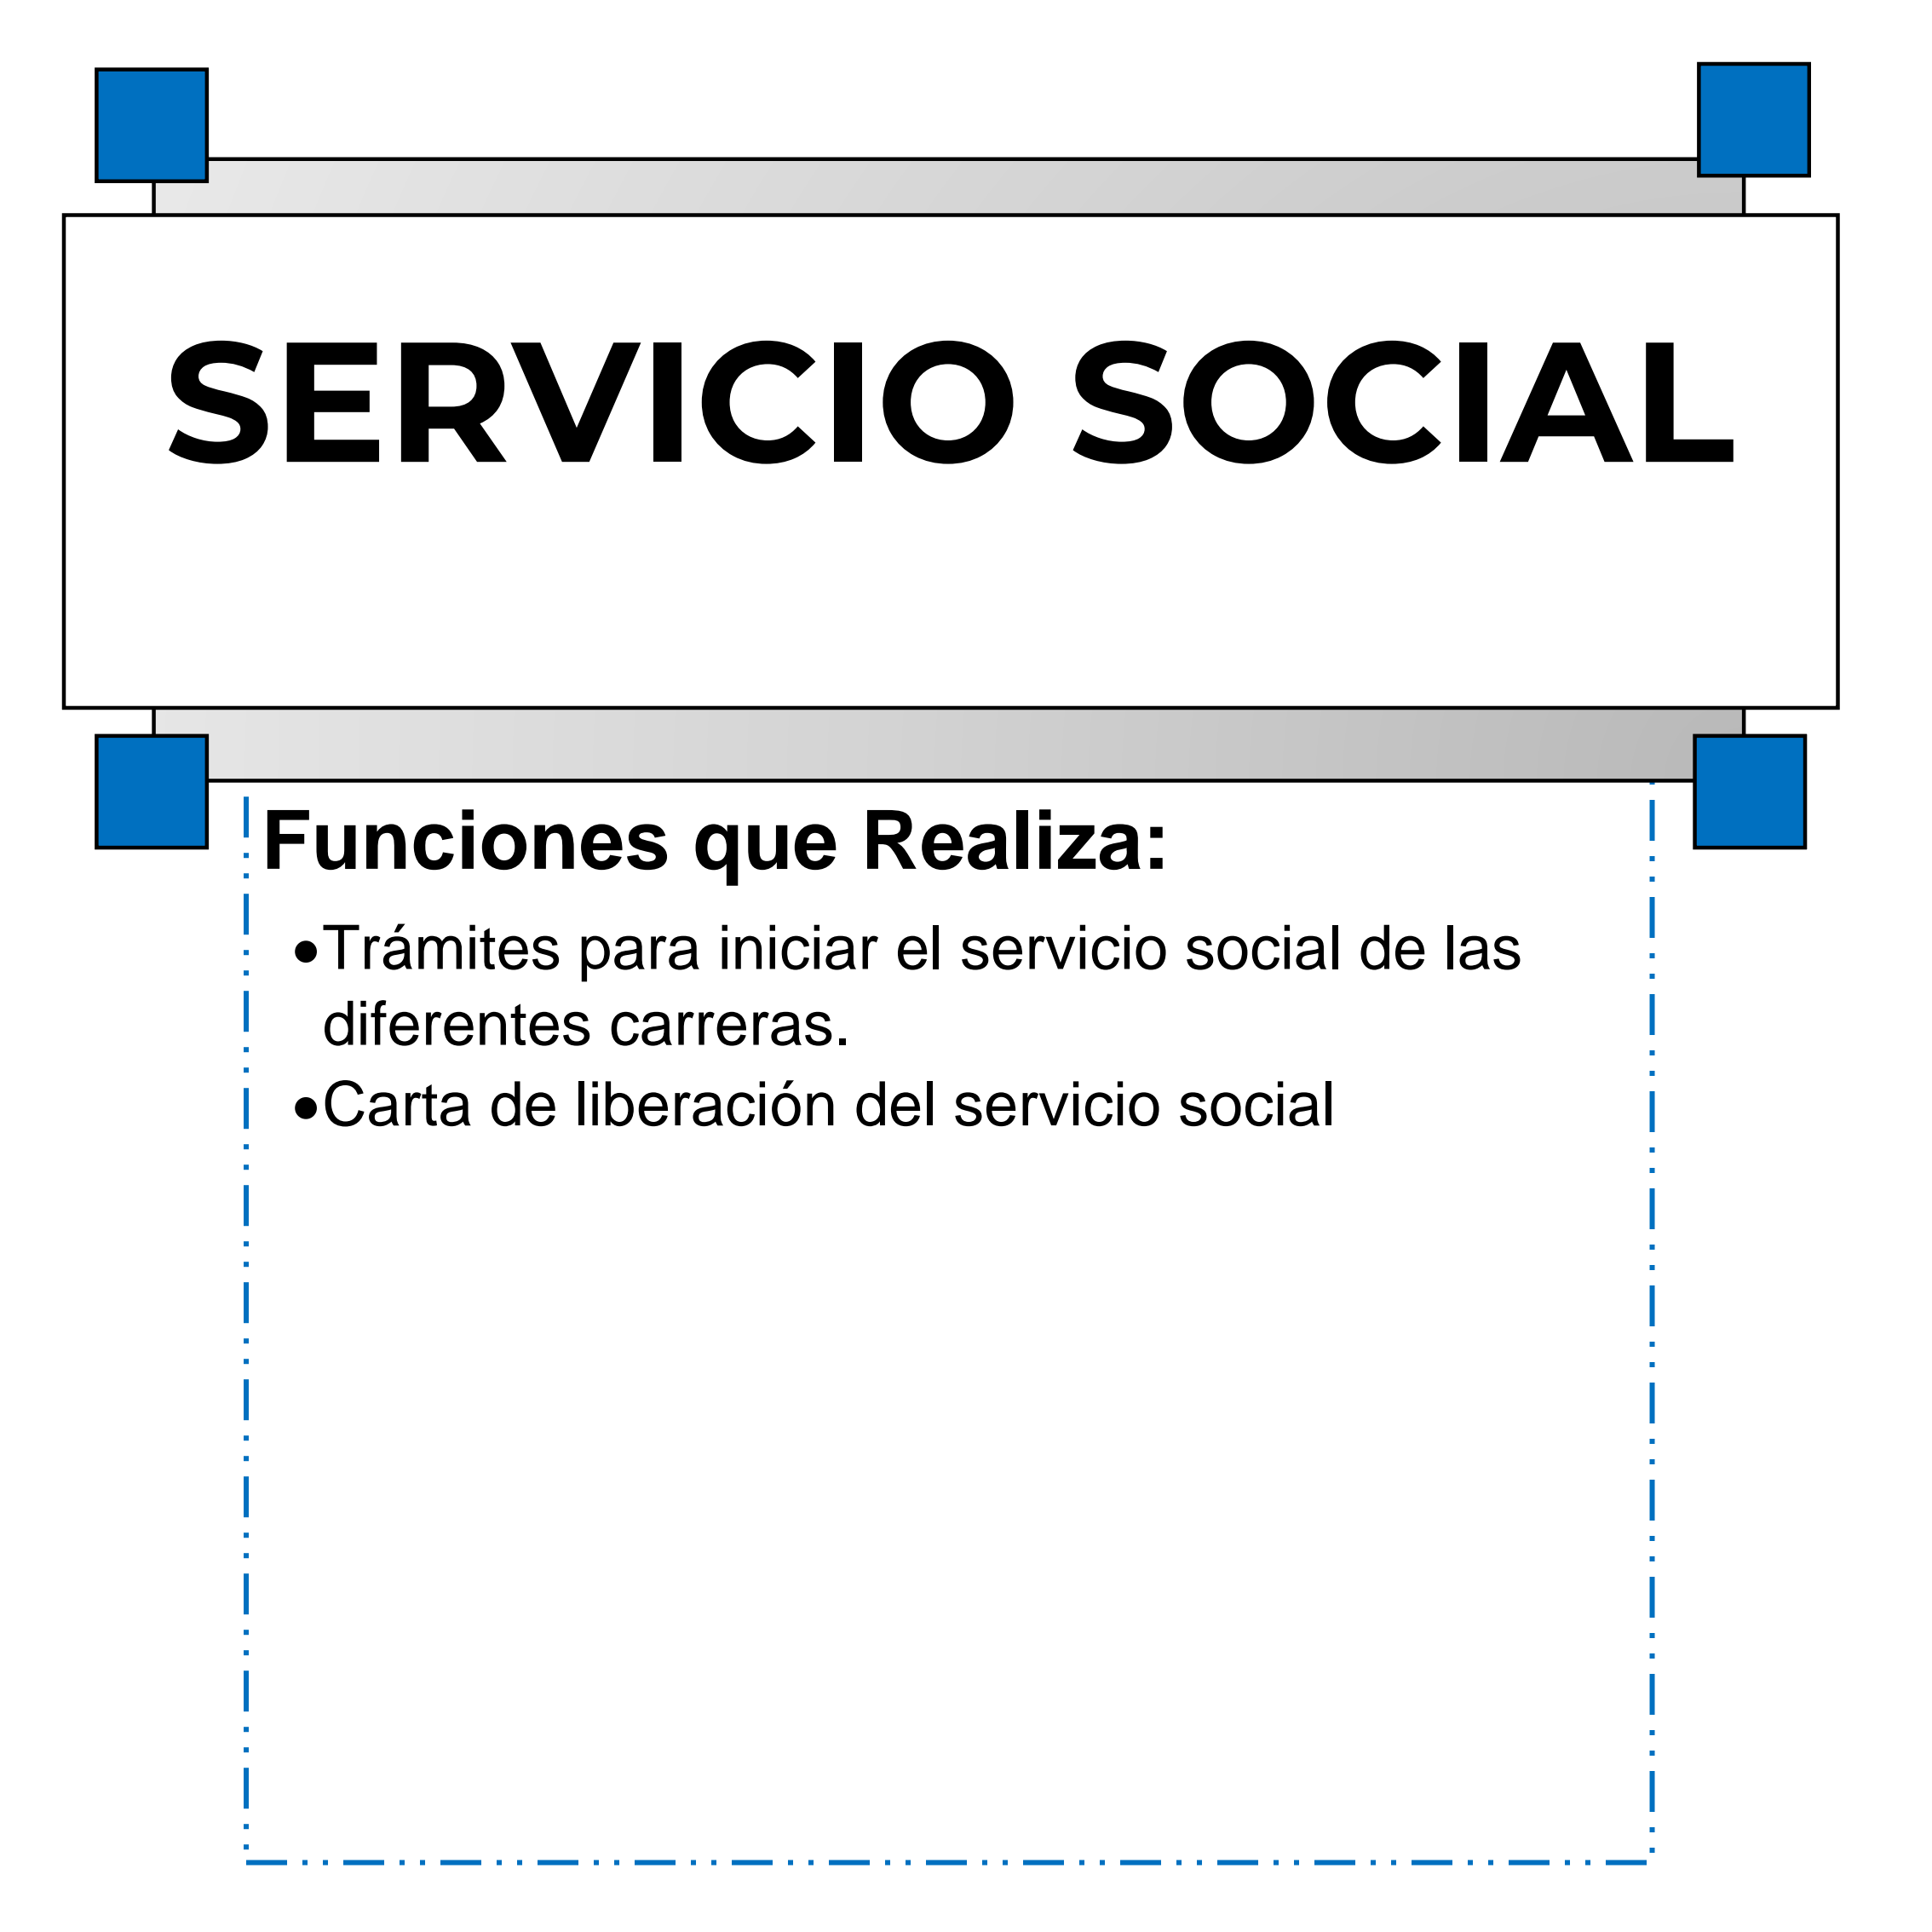 SERVICIO SOCIAL
Funciones que Realiza:
●Trámites para iniciar el servicio social de las
diferentes carreras.
●Carta de liberación del servicio social